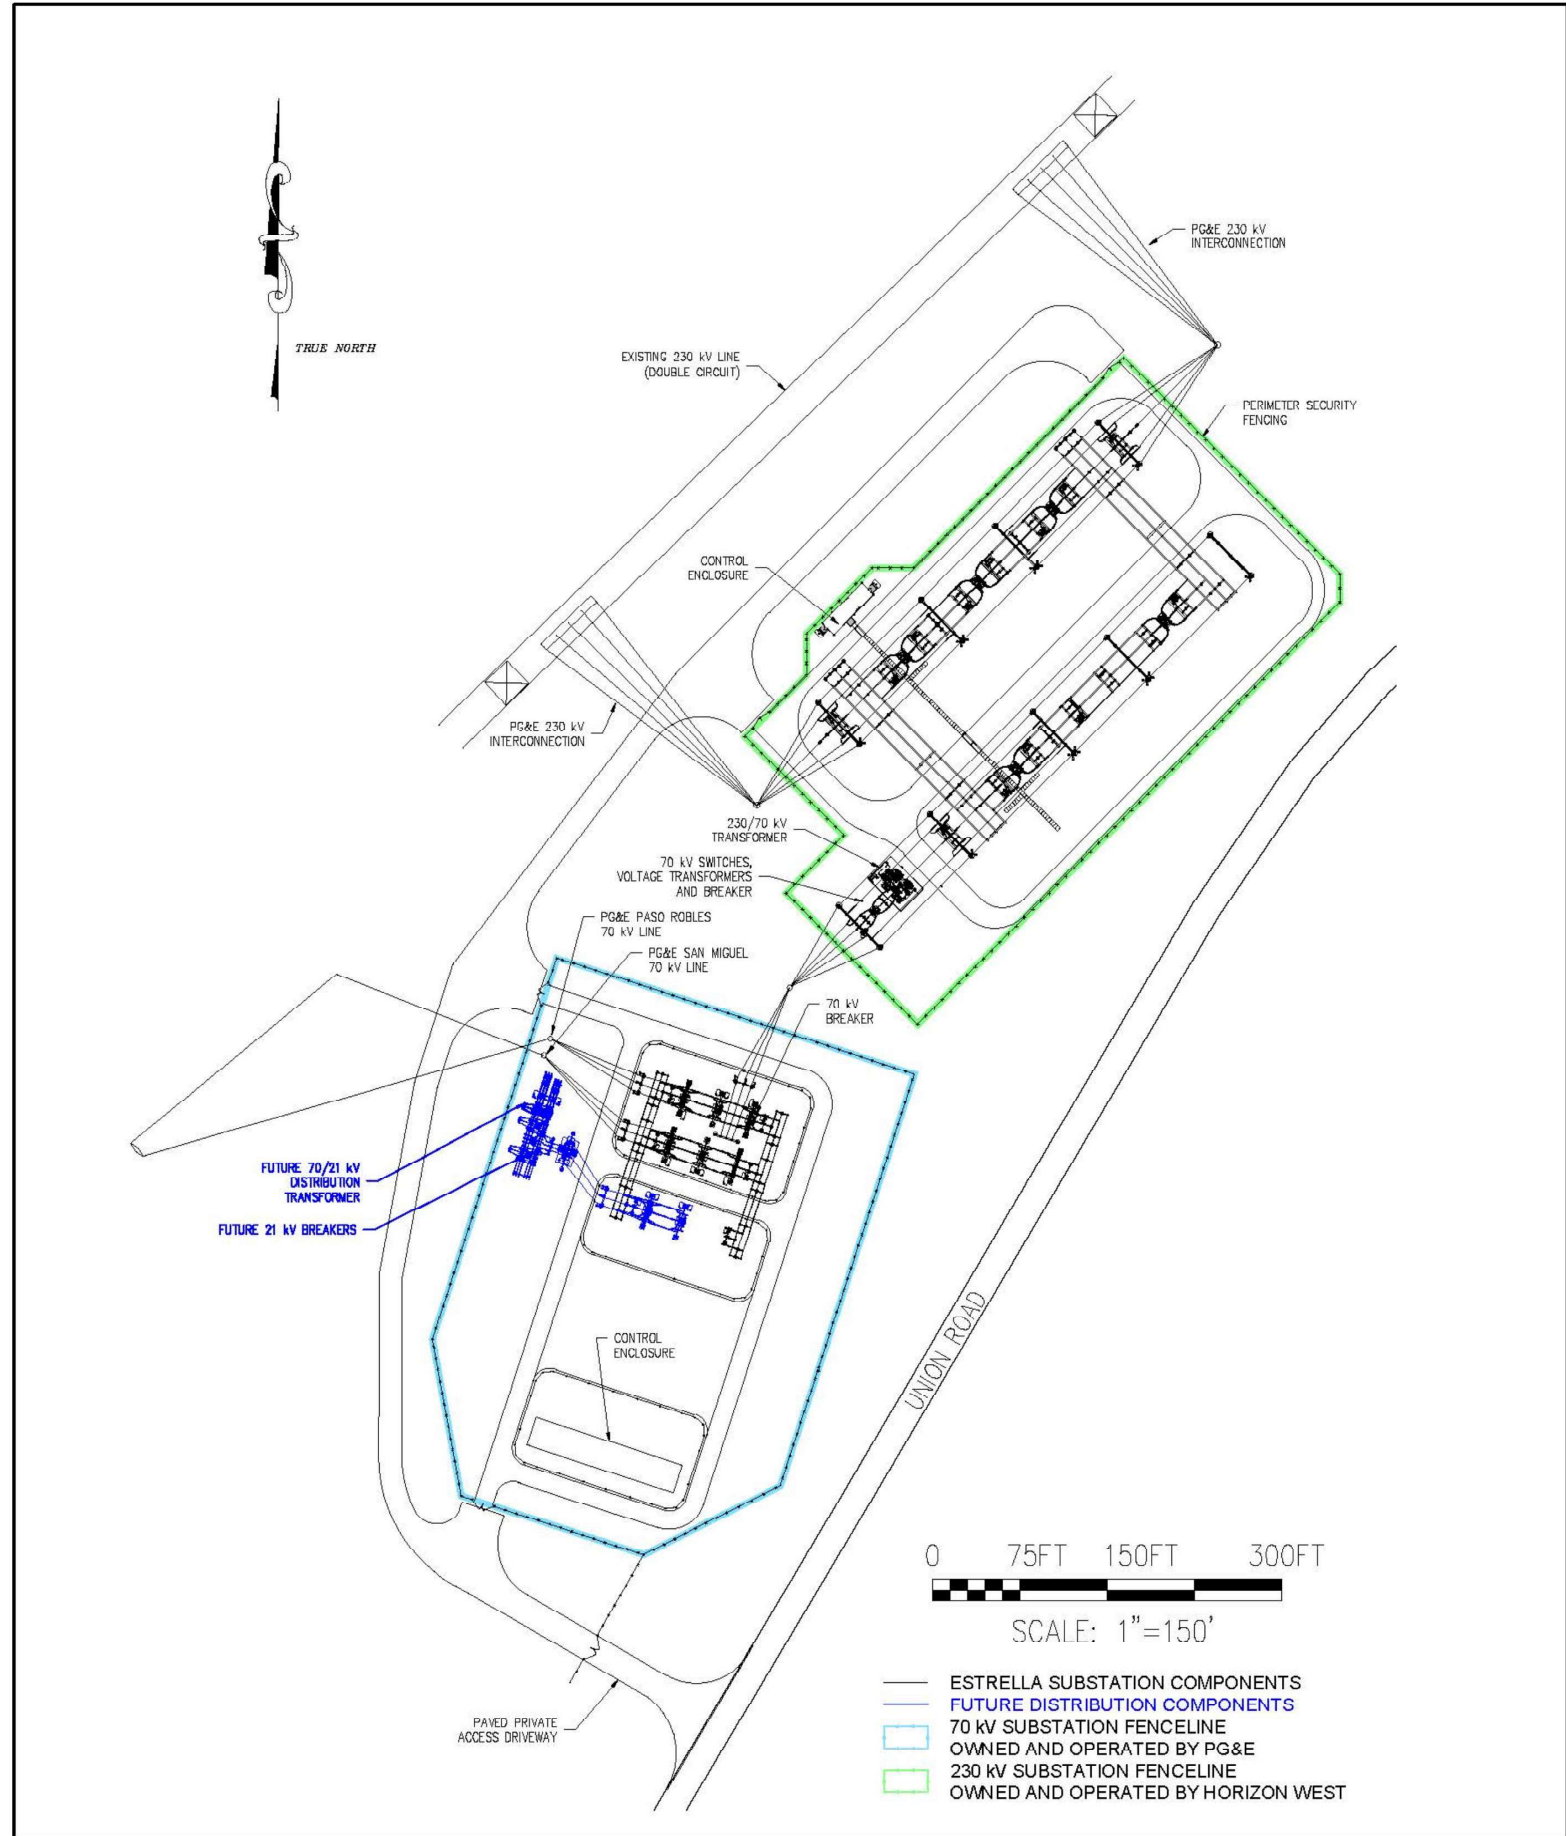 PG&E 230 kV
INTERCONNECTION
TRUE NORTH
EXISTING 230 kV LINE
(DOUBLE CIRCUIT)
PERIMETER SECURITY
FENCING
CONTROL
ENCLOSURE
PG&E 230 kV
INTERCONNECTION
230/70 kV
TRANSFORMER
70 kV SWITCHES,
VOLTAGE TRANSFORMERS
AND BREAKER
PG&E PASO ROBLES
70 kV LINE
PG&E SAN MIGUEL
70 kV LINE
70 kV
BREAKER
FUTURE 70/21 kV
DISTRIBUTION
TRANSFORMER
FUTURE 21 kV BREAKERS
CONTROL
ENCLOSURE
UNION ROAD
0 75FT 150FT 300FT
SCALE: 1"=150'
ESTRELLA SUBSTATION COMPONENTS
FUTURE DISTRIBUTION COMPONENTS
70 kV SUBSTATION FENCELINE
OWNED AND OPERATED BY PG&E
230 kV SUBSTATION FENCELINE
OWNED AND OPERATED BY HORIZON WEST
PAVED PRIVATE
ACCESS DRIVEWAY